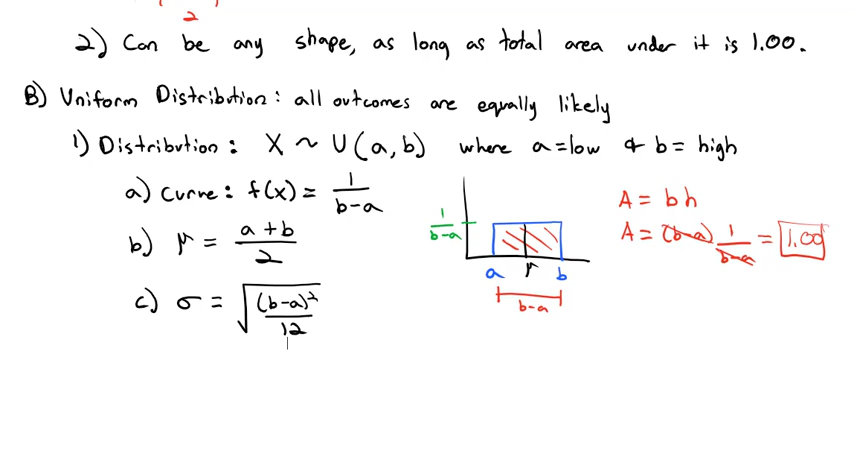 2
2) Can be any shape, as long as total area under it is 1.00.
B) Uniform Distribution: all outcomes are equally likely
1) Distribution: X ~ U(a, b) where a=low & b= high
a) Curve: f(x) = 1/(b-a)
1/(b-a)
A = bh
b) μ = (a+b)/2
A = (b-a) 1/(b-a) = 1.00
a μ b
b-a
c) σ = √((b-a)²/12)